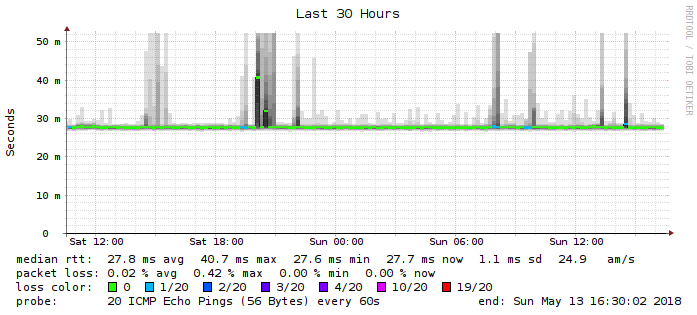 Last 30 Hours
RRDTOOL / TOBI OETIKER
Seconds
50 m
40 m
30 m
20 m
10 m
0
Sat 12:00 Sat 18:00 Sun 00:00 Sun 06:00 Sun 12:00
median rtt: 27.8 ms avg 40.7 ms max 27.6 ms min 27.7 ms now 1.1 ms sd 24.9 am/s
packet loss: 0.02 % avg 0.42 % max 0.00 % min 0.00 % now
loss color: 0 1/20 2/20 3/20 4/20 10/20 19/20
probe: 20 ICMP Echo Pings (56 Bytes) every 60s end: Sun May 13 16:30:02 2018